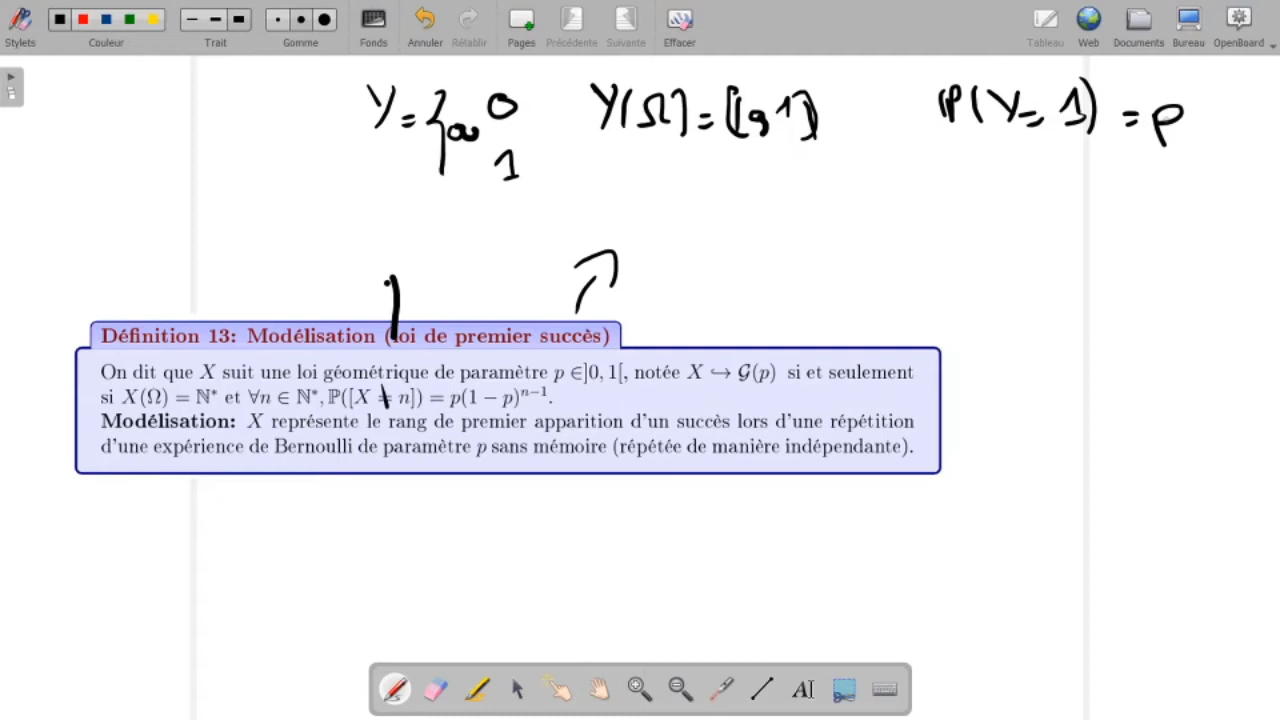 Stylets Couleur Trait Gomme Fonds Annuler Rétablir Pages Précédente Suivante Effacer Tableau Web Documents Bureau OpenBoard
Y = { 0 Y(Ω) = P(Y = 1) = p
1
Définition 13: Modélisation (loi de premier succès)
On dit que X suit une loi géométrique de paramètre p ∈]0, 1[, notée X ↪ 𝒢(p) si et seulement
si X(Ω) = ℕ* et ∀n ∈ ℕ*, ℙ([X = n]) = p(1 − p)ⁿ⁻¹.
Modélisation: X représente le rang de premier apparition d'un succès lors d'une répétition
d'une expérience de Bernoulli de paramètre p sans mémoire (répétée de manière indépendante).